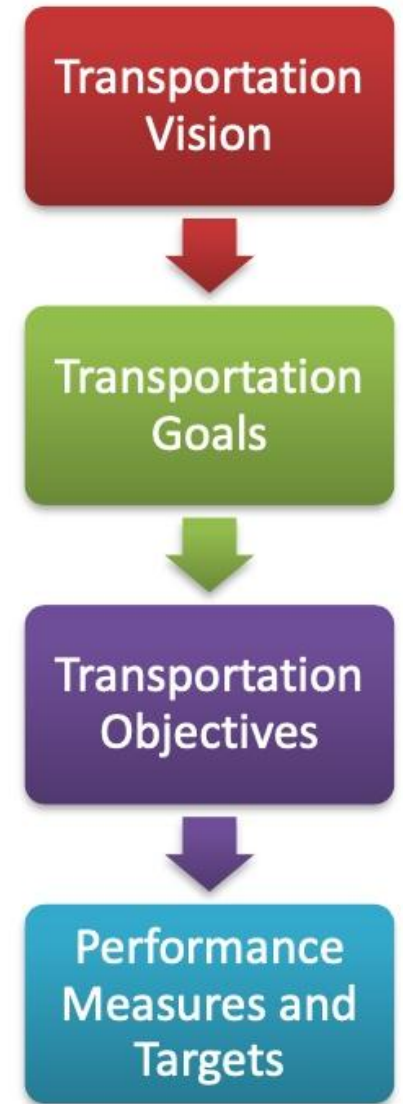 Transportation
Vision
Transportation
Goals
Transportation
Objectives
Performance
Measures and
Targets